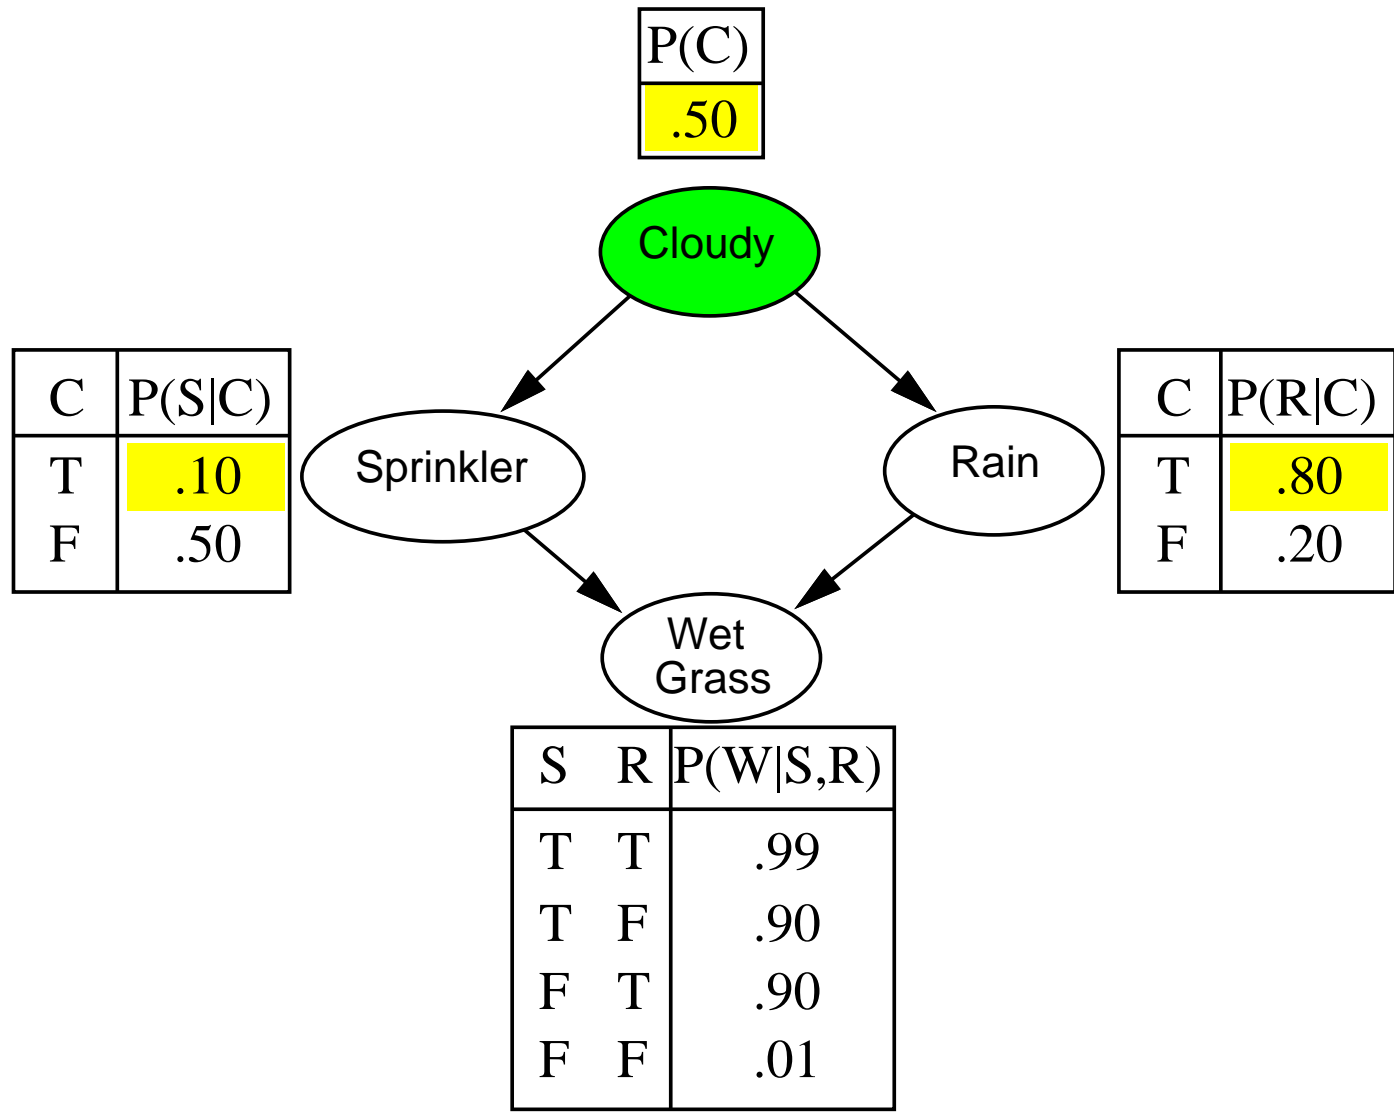 P(C)
.50
Cloudy
C P(S|C)
T .10
F .50
Sprinkler
Rain
C P(R|C)
T .80
F .20
Wet
Grass
S R P(W|S,R)
T T .99
T F .90
F T .90
F F .01